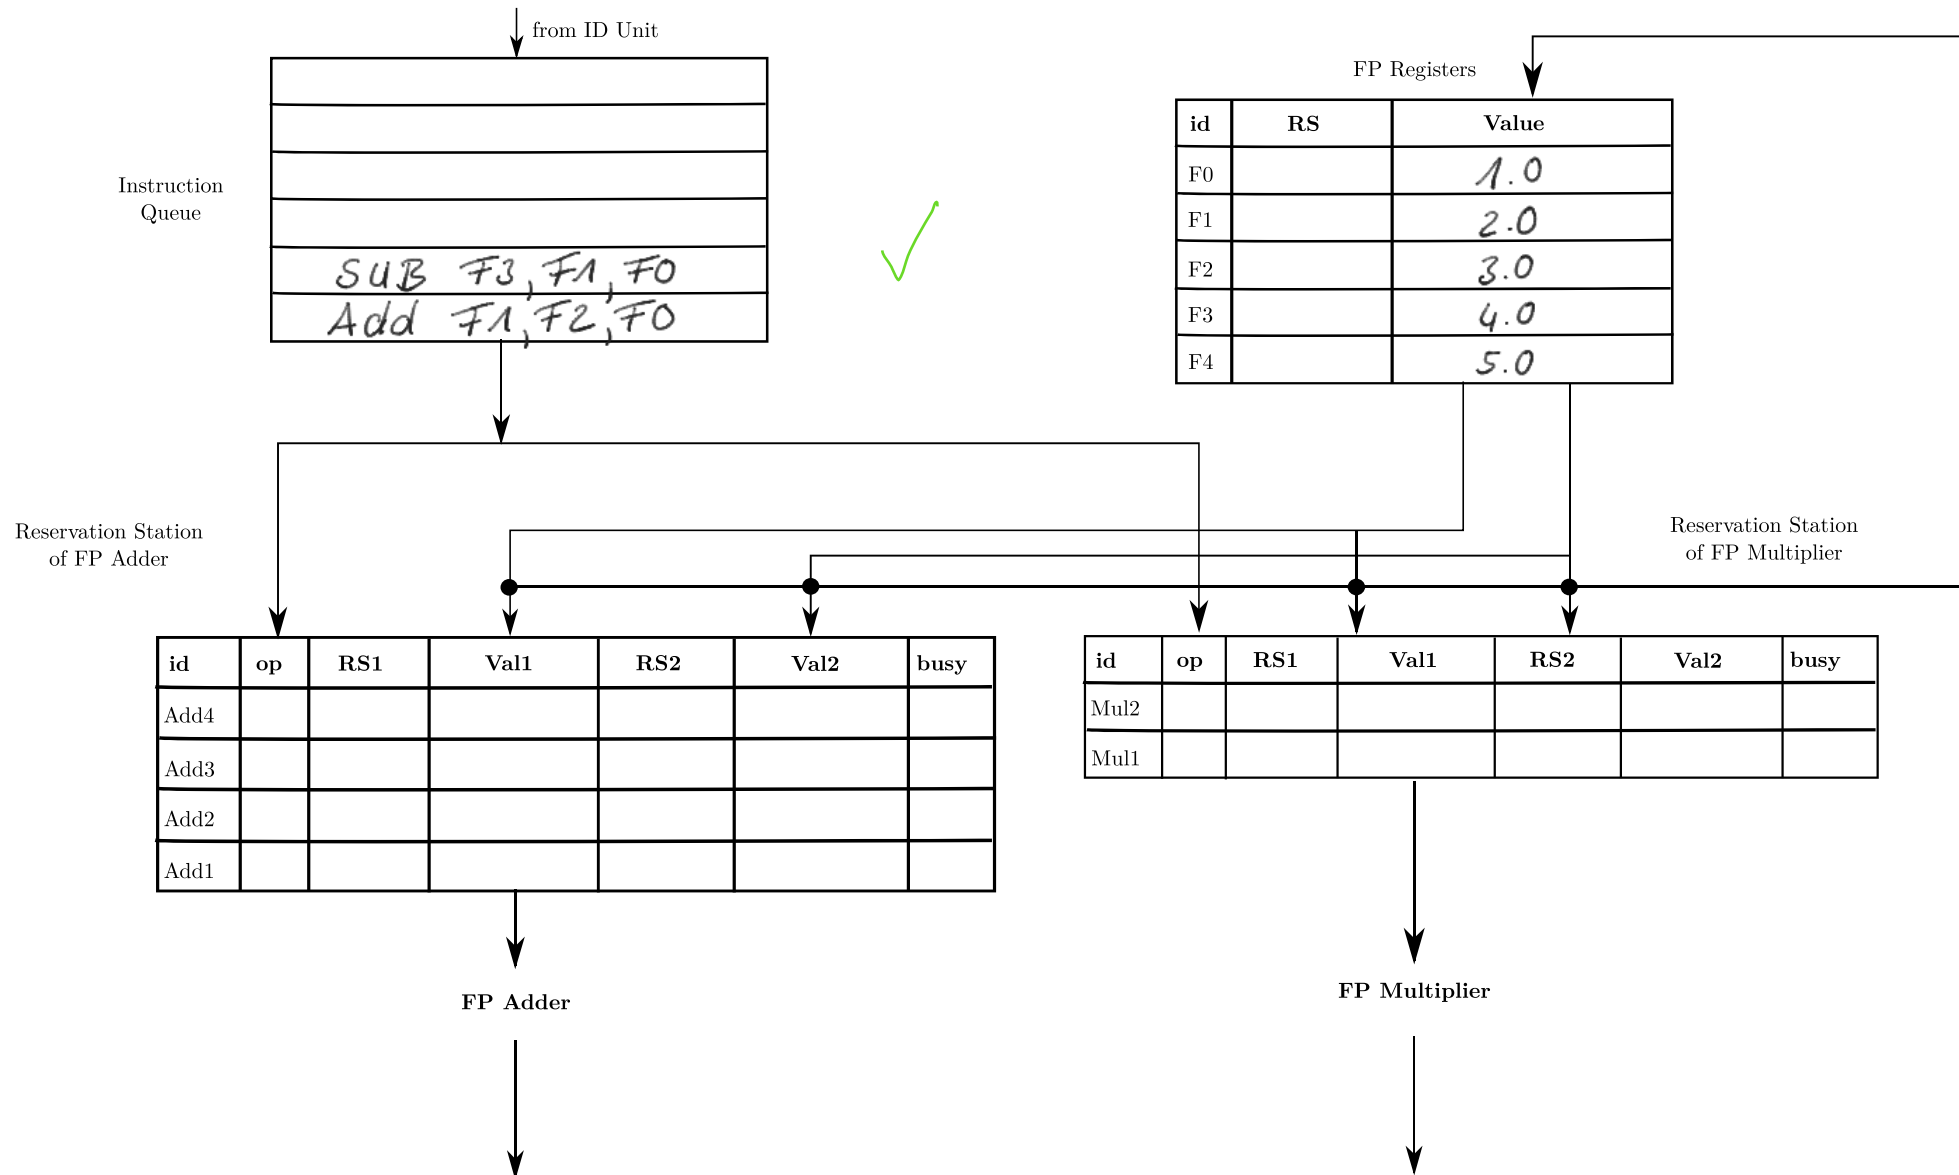 from ID Unit
Instruction
Queue
SUB F3, F1, F0
Add F1, F2, F0
FP Registers
id RS Value
F0 1.0
F1 2.0
F2 3.0
F3 4.0
F4 5.0
Reservation Station
of FP Adder
Reservation Station
of FP Multiplier
id op RS1 Val1 RS2 Val2 busy
Add4
Add3
Add2
Add1
id op RS1 Val1 RS2 Val2 busy
Mul2
Mul1
FP Adder
FP Multiplier